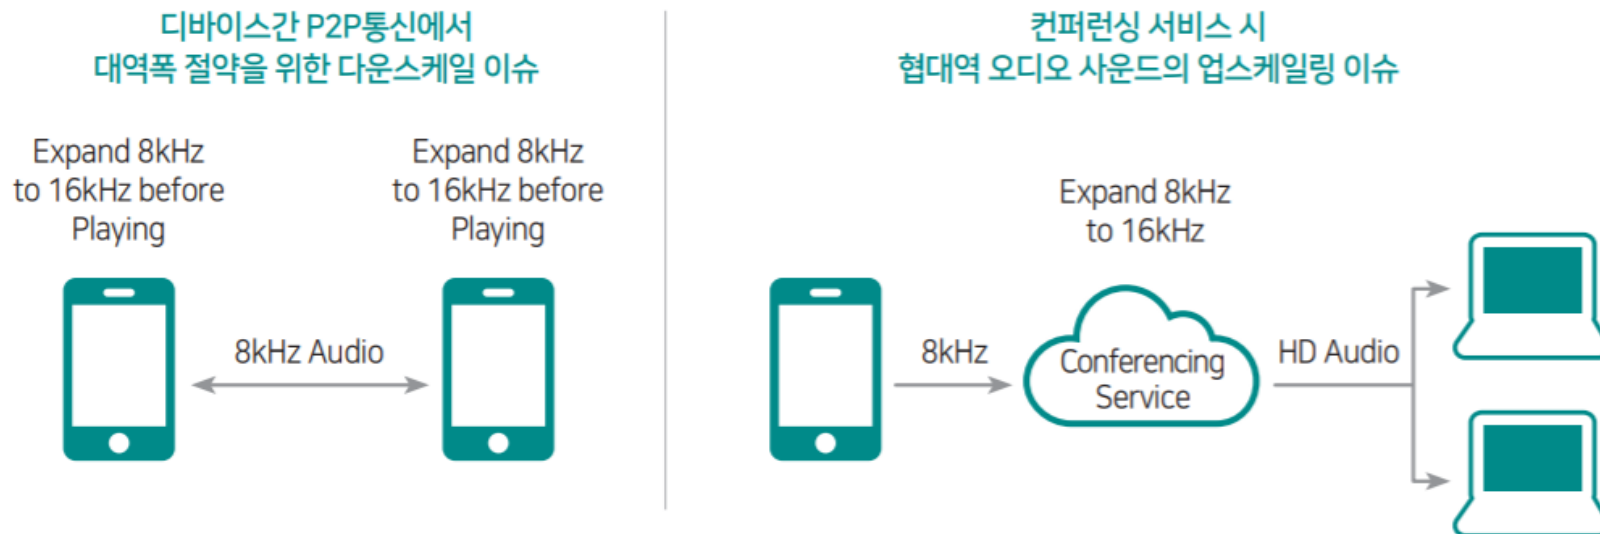 디바이스간 P2P통신에서
대역폭 절약을 위한 다운스케일 이슈
Expand 8kHz
to 16kHz before
Playing
Expand 8kHz
to 16kHz before
Playing
8kHz Audio
컨퍼런싱 서비스 시
협대역 오디오 사운드의 업스케일링 이슈
Expand 8kHz
to 16kHz
8kHz
Conferencing
Service
HD Audio